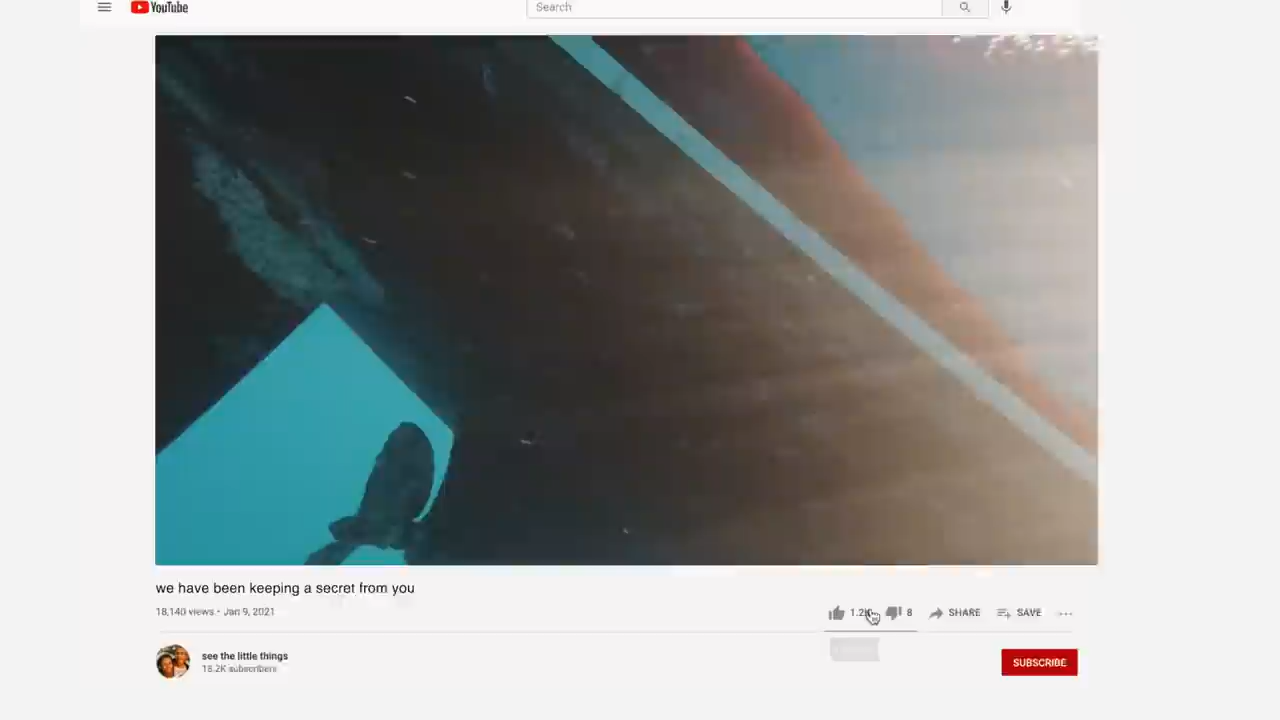 YouTube
Search
we have been keeping a secret from you
18,140 views • Jan 9, 2021
8
SHARE
SAVE
see the little things
18.2K subscribers
SUBSCRIBE